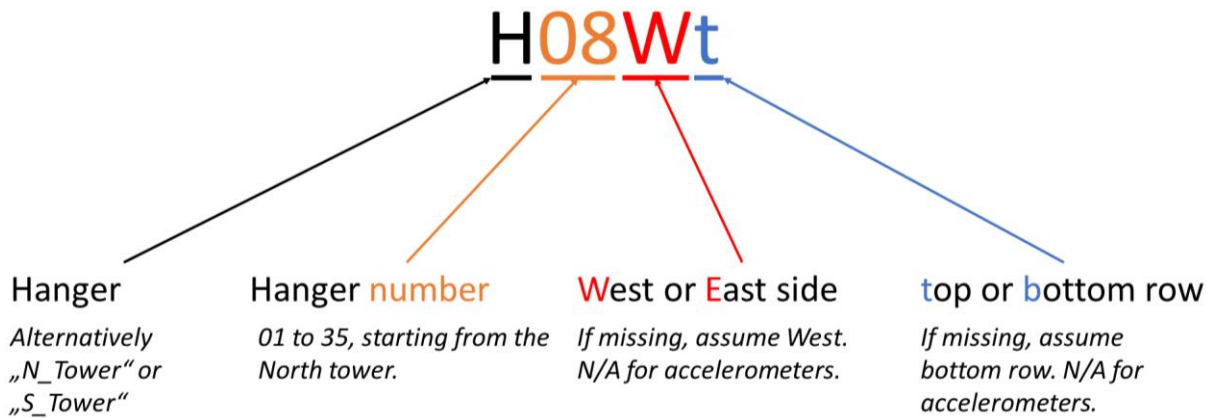 H08Wt
Hanger
Alternatively
„N_Tower“ or
„S_Tower“
Hanger number
01 to 35, starting from the
North tower.
West or East side
If missing, assume West.
N/A for accelerometers.
top or bottom row
If missing, assume
bottom row. N/A for
accelerometers.